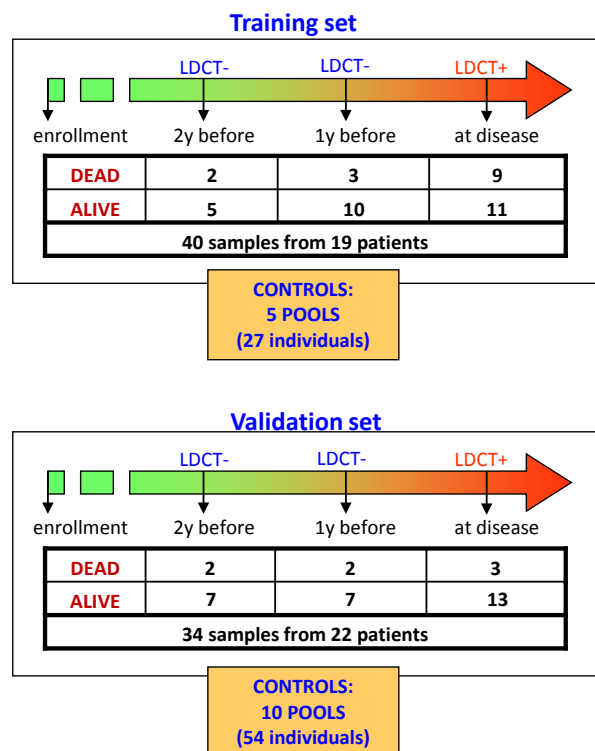 Training set
LDCT- LDCT- LDCT+
enrollment 2y before 1y before at disease
DEAD 2 3 9
ALIVE 5 10 11
40 samples from 19 patients
CONTROLS:
5 POOLS
(27 individuals)
Validation set
LDCT- LDCT- LDCT+
enrollment 2y before 1y before at disease
DEAD 2 2 3
ALIVE 7 7 13
34 samples from 22 patients
CONTROLS:
10 POOLS
(54 individuals)